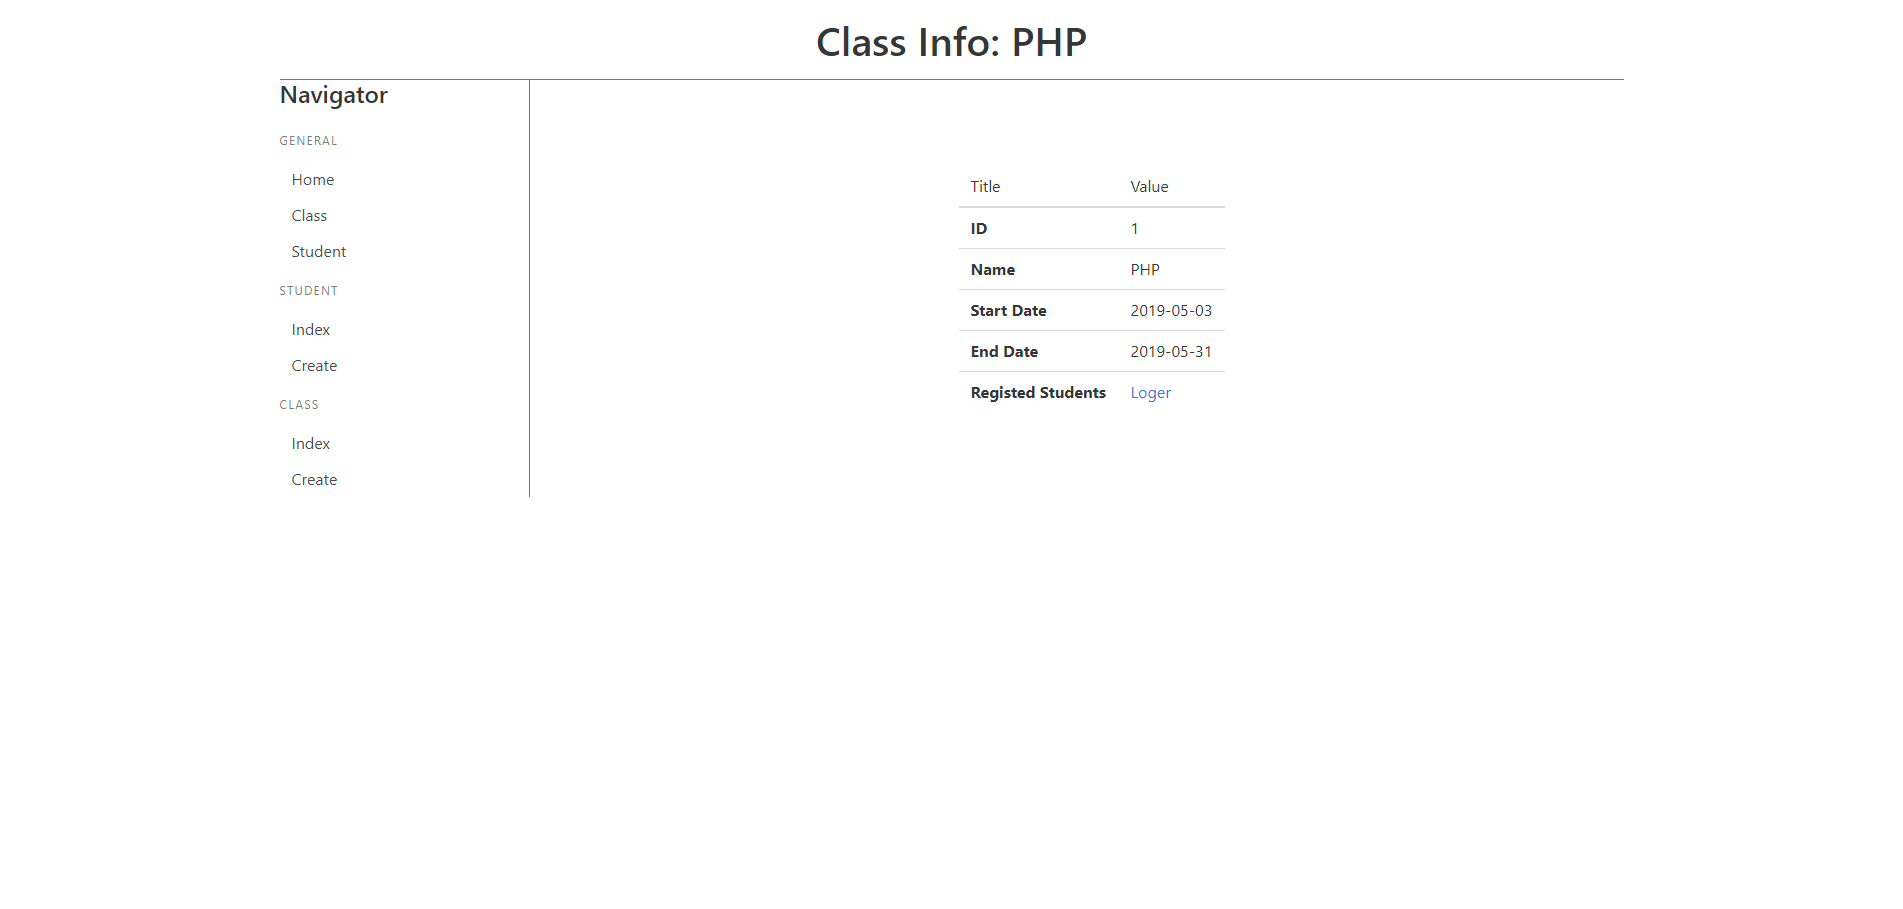 Class Info: PHP
Navigator
GENERAL
Home
Class
Student
STUDENT
Index
Create
CLASS
Index
Create
Title Value
ID 1
Name PHP
Start Date 2019-05-03
End Date 2019-05-31
Registed Students Loger